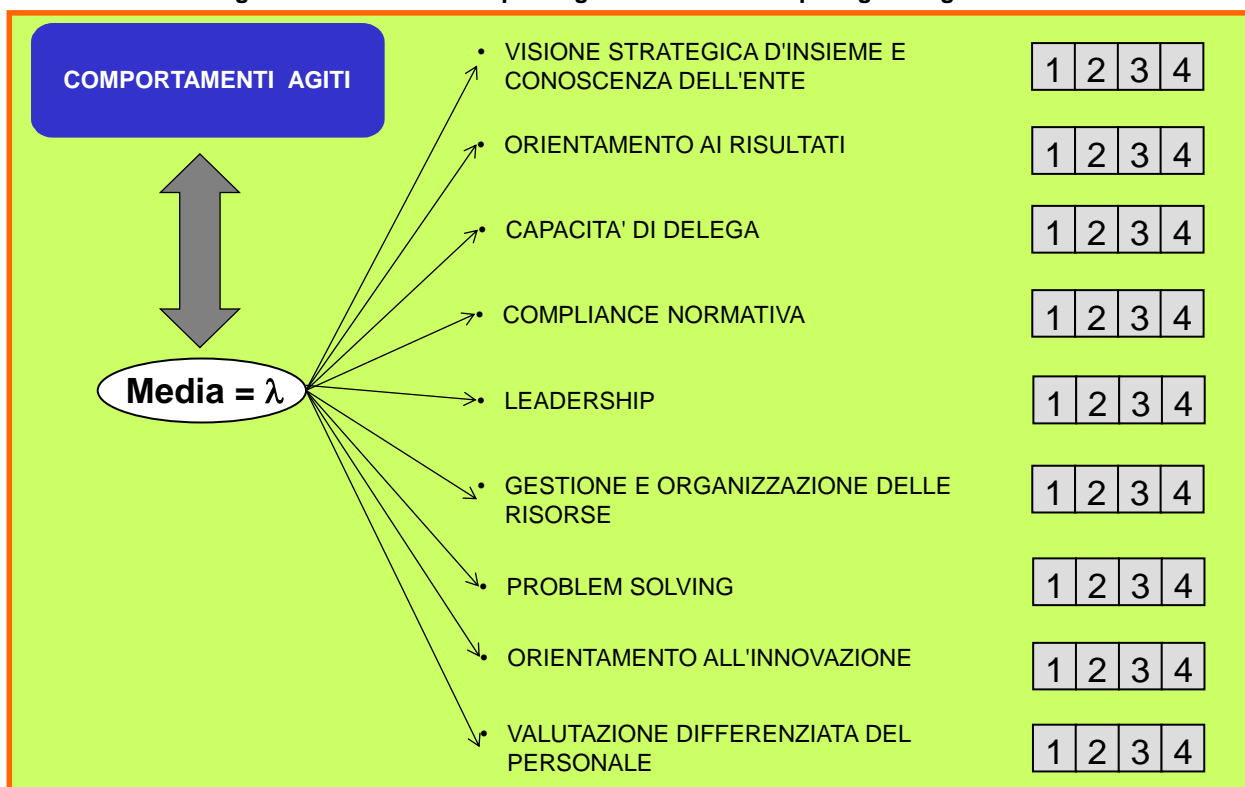 COMPORTAMENTI AGITI
• VISIONE STRATEGICA D'INSIEME E
CONOSCENZA DELL'ENTE
1 2 3 4
• ORIENTAMENTO AI RISULTATI
1 2 3 4
• CAPACITA' DI DELEGA
1 2 3 4
• COMPLIANCE NORMATIVA
1 2 3 4
Media = λ
• LEADERSHIP
1 2 3 4
• GESTIONE E ORGANIZZAZIONE DELLE
RISORSE
1 2 3 4
• PROBLEM SOLVING
1 2 3 4
• ORIENTAMENTO ALL'INNOVAZIONE
1 2 3 4
• VALUTAZIONE DIFFERENZIATA DEL
PERSONALE
1 2 3 4